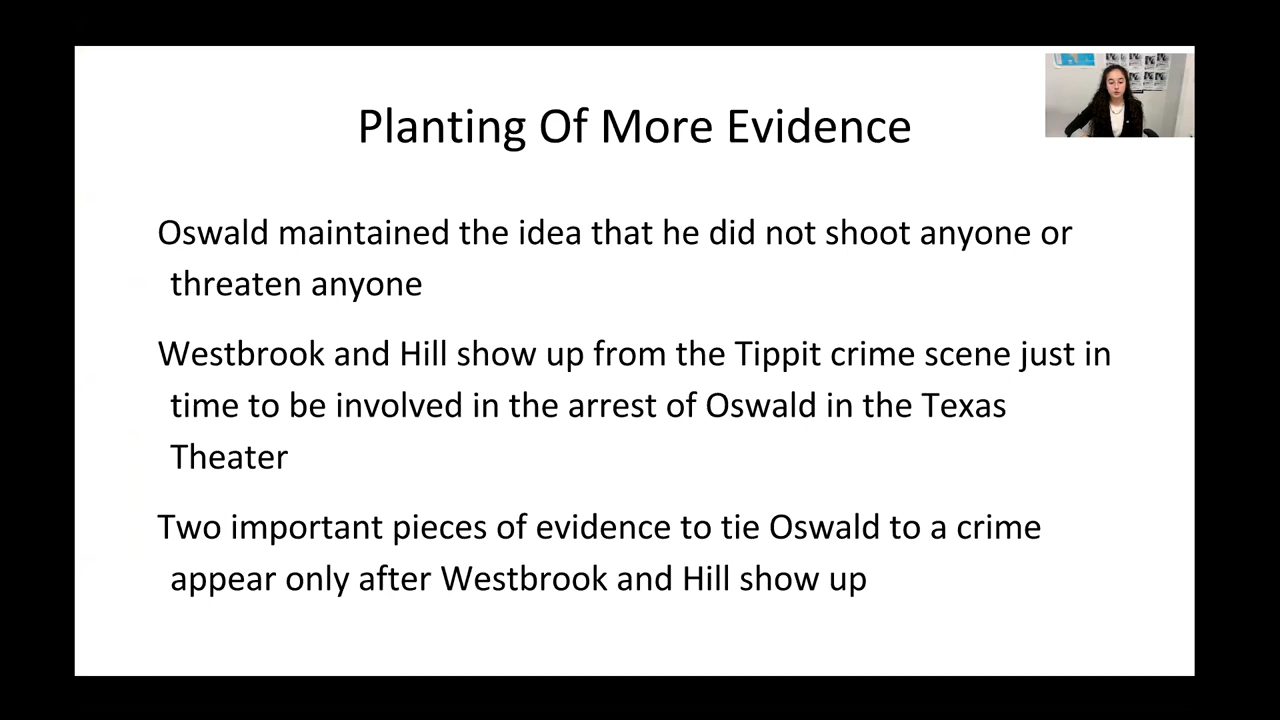 Planting Of More Evidence
Oswald maintained the idea that he did not shoot anyone or
threaten anyone
Westbrook and Hill show up from the Tippit crime scene just in
time to be involved in the arrest of Oswald in the Texas
Theater
Two important pieces of evidence to tie Oswald to a crime
appear only after Westbrook and Hill show up